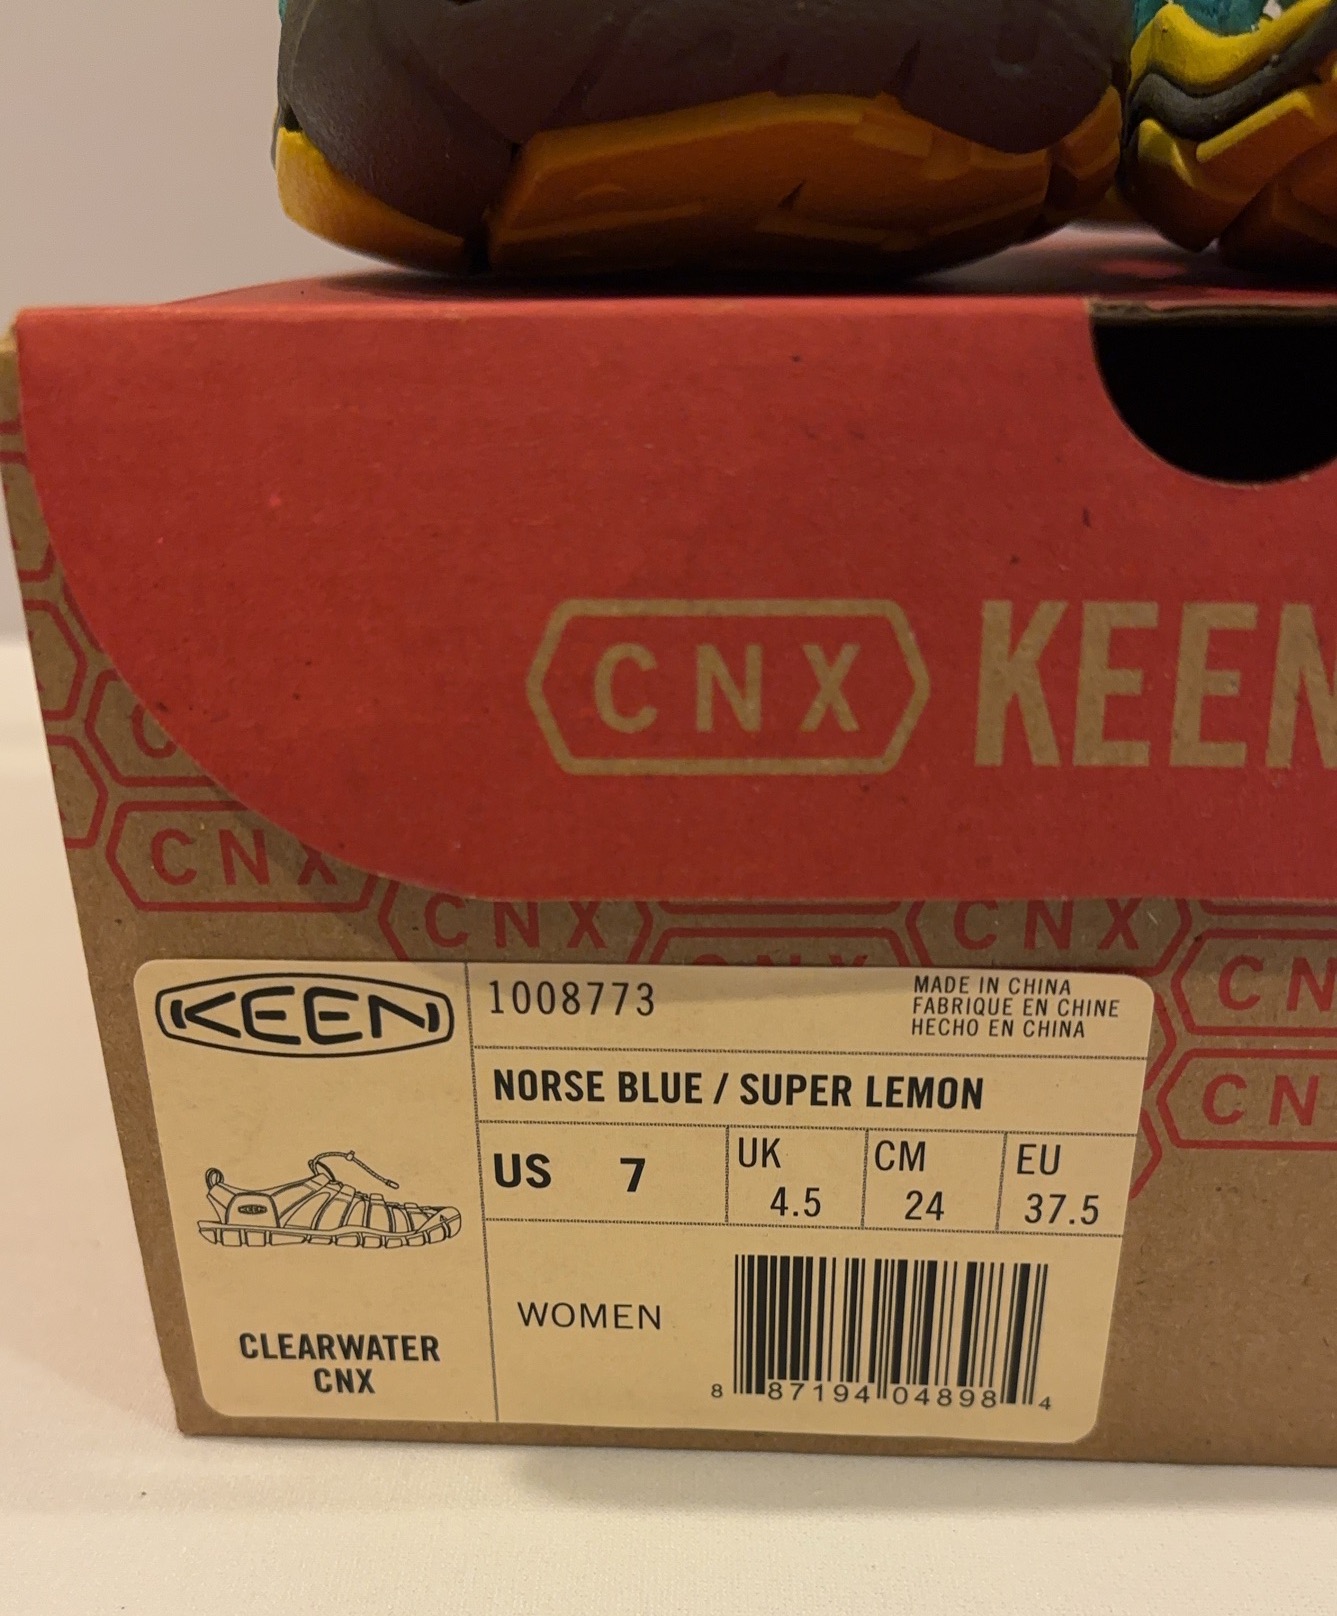 CNX KEEN
C
CNX
CNX
CNX
CNX
CN
CN
KEEN
1008773
MADE IN CHINA
FABRIQUE EN CHINE
HECHO EN CHINA
NORSE BLUE / SUPER LEMON
US 7
UK
4.5
CM
24
EU
37.5
WOMEN
8 87194 04898 4
CLEARWATER
CNX